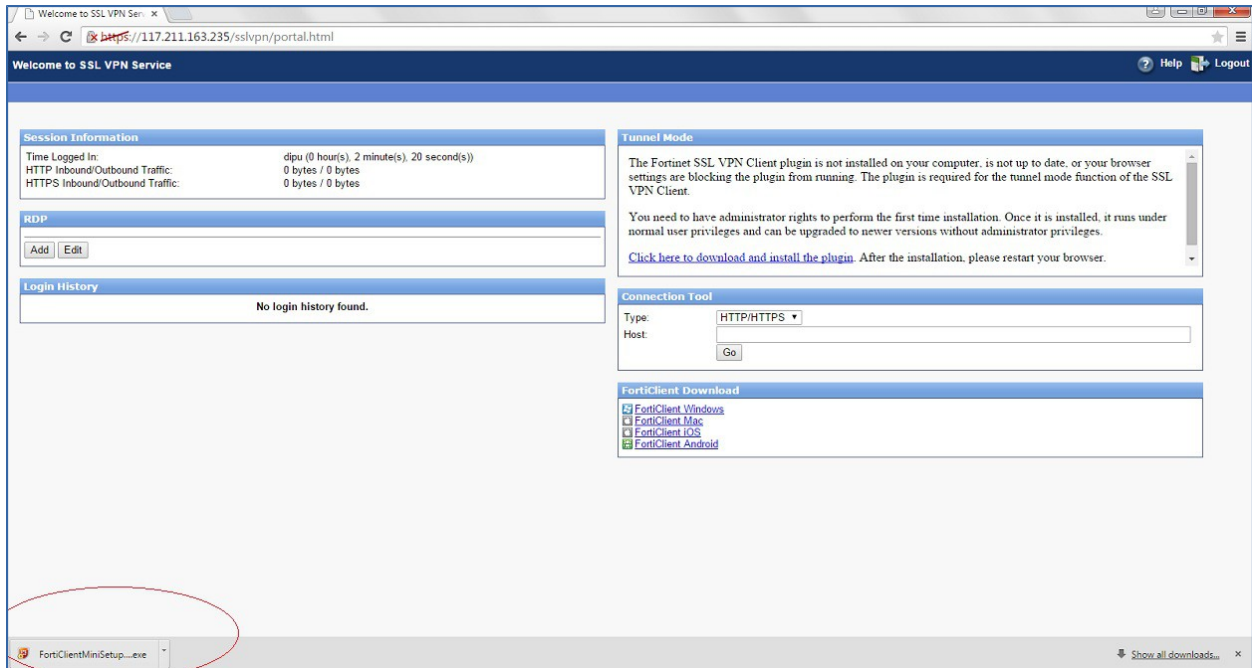 Welcome to SSL VPN Ser
https://117.211.163.235/sslvpn/portal.html
Welcome to SSL VPN Service
Help Logout
Session Information
Time Logged In: dipu (0 hour(s), 2 minute(s), 20 second(s))
HTTP Inbound/Outbound Traffic: 0 bytes / 0 bytes
HTTPS Inbound/Outbound Traffic: 0 bytes / 0 bytes
RDP
Add Edit
Login History
No login history found.
Tunnel Mode
The Fortinet SSL VPN Client plugin is not installed on your computer, is not up to date, or your browser
settings are blocking the plugin from running. The plugin is required for the tunnel mode function of the SSL
VPN Client.
You need to have administrator rights to perform the first time installation. Once it is installed, it runs under
normal user privileges and can be upgraded to newer versions without administrator privileges.
Click here to download and install the plugin. After the installation, please restart your browser.
Connection Tool
Type: HTTP/HTTPS
Host:
Go
FortiClient Download
FortiClient Windows
FortiClient Mac
FortiClient iOS
FortiClient Android
FortiClientMiniSetup....exe
Show all downloads...